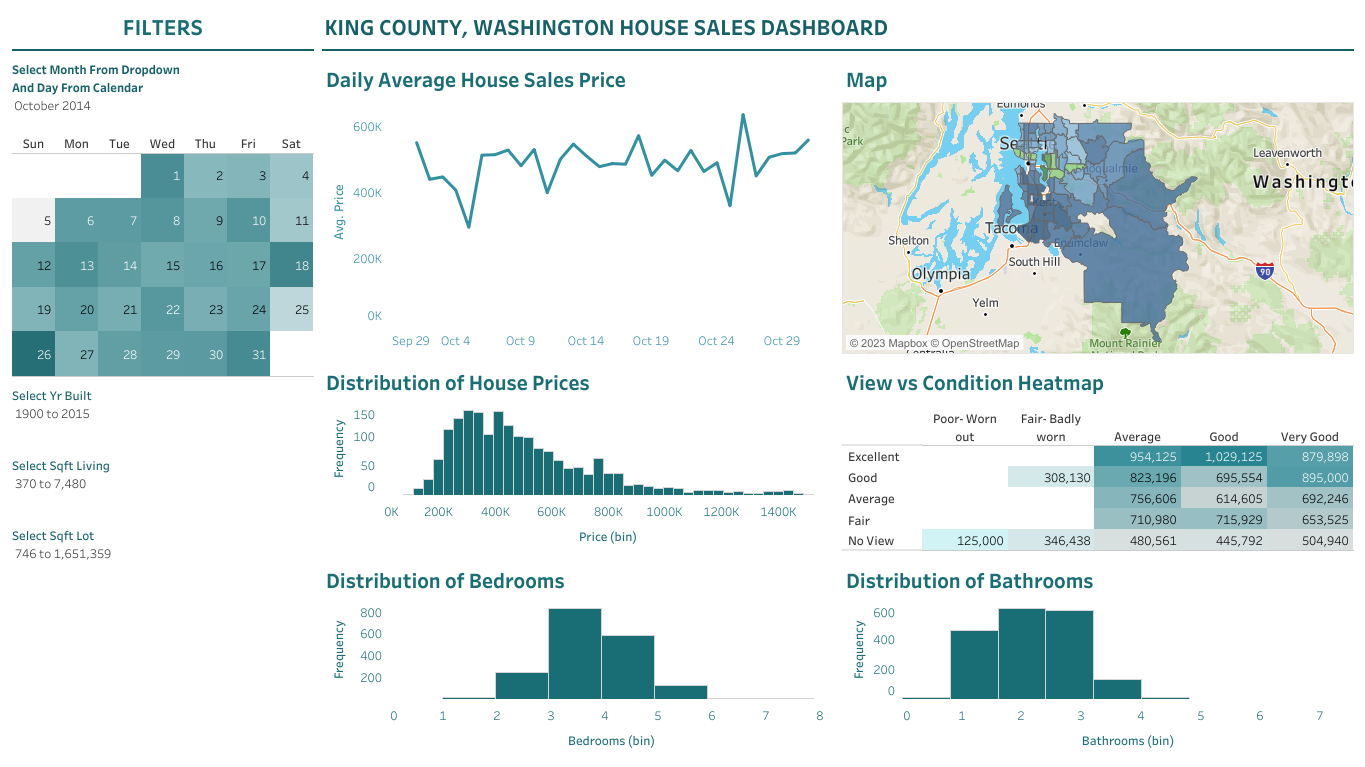 FILTERS
KING COUNTY, WASHINGTON HOUSE SALES DASHBOARD
Select Month From Dropdown
And Day From Calendar
October 2014
Sun Mon Tue Wed Thu Fri Sat
1 2 3 4
5 6 7 8 9 10 11
12 13 14 15 16 17 18
19 20 21 22 23 24 25
26 27 28 29 30 31
Select Yr Built
1900 to 2015
Select Sqft Living
370 to 7,480
Select Sqft Lot
746 to 1,651,359
Daily Average House Sales Price
Avg. Price
600K
400K
200K
0K
Sep 29 Oct 4 Oct 9 Oct 14 Oct 19 Oct 24 Oct 29
Map
Edmonds
Park
Leavenworth
Shelton
Tacoma
Enumclaw
South Hill
Olympia
90
Yelm
Mount Rainier
© 2023 Mapbox © OpenStreetMap
Distribution of House Prices
Frequency
150
100
50
0
0K 200K 400K 600K 800K 1000K 1200K 1400K
Price (bin)
View vs Condition Heatmap
Poor- Worn Fair- Badly
out worn Average Good Very Good
Excellent 954,125 1,029,125 879,898
Good 308,130 823,196 695,554 895,000
Average 756,606 614,605 692,246
Fair 710,980 715,929 653,525
No View 125,000 346,438 480,561 445,792 504,940
Distribution of Bedrooms
Frequency
800
600
400
200
0 1 2 3 4 5 6 7 8
Bedrooms (bin)
Distribution of Bathrooms
Frequency
600
400
200
0
0 1 2 3 4 5 6 7
Bathrooms (bin)